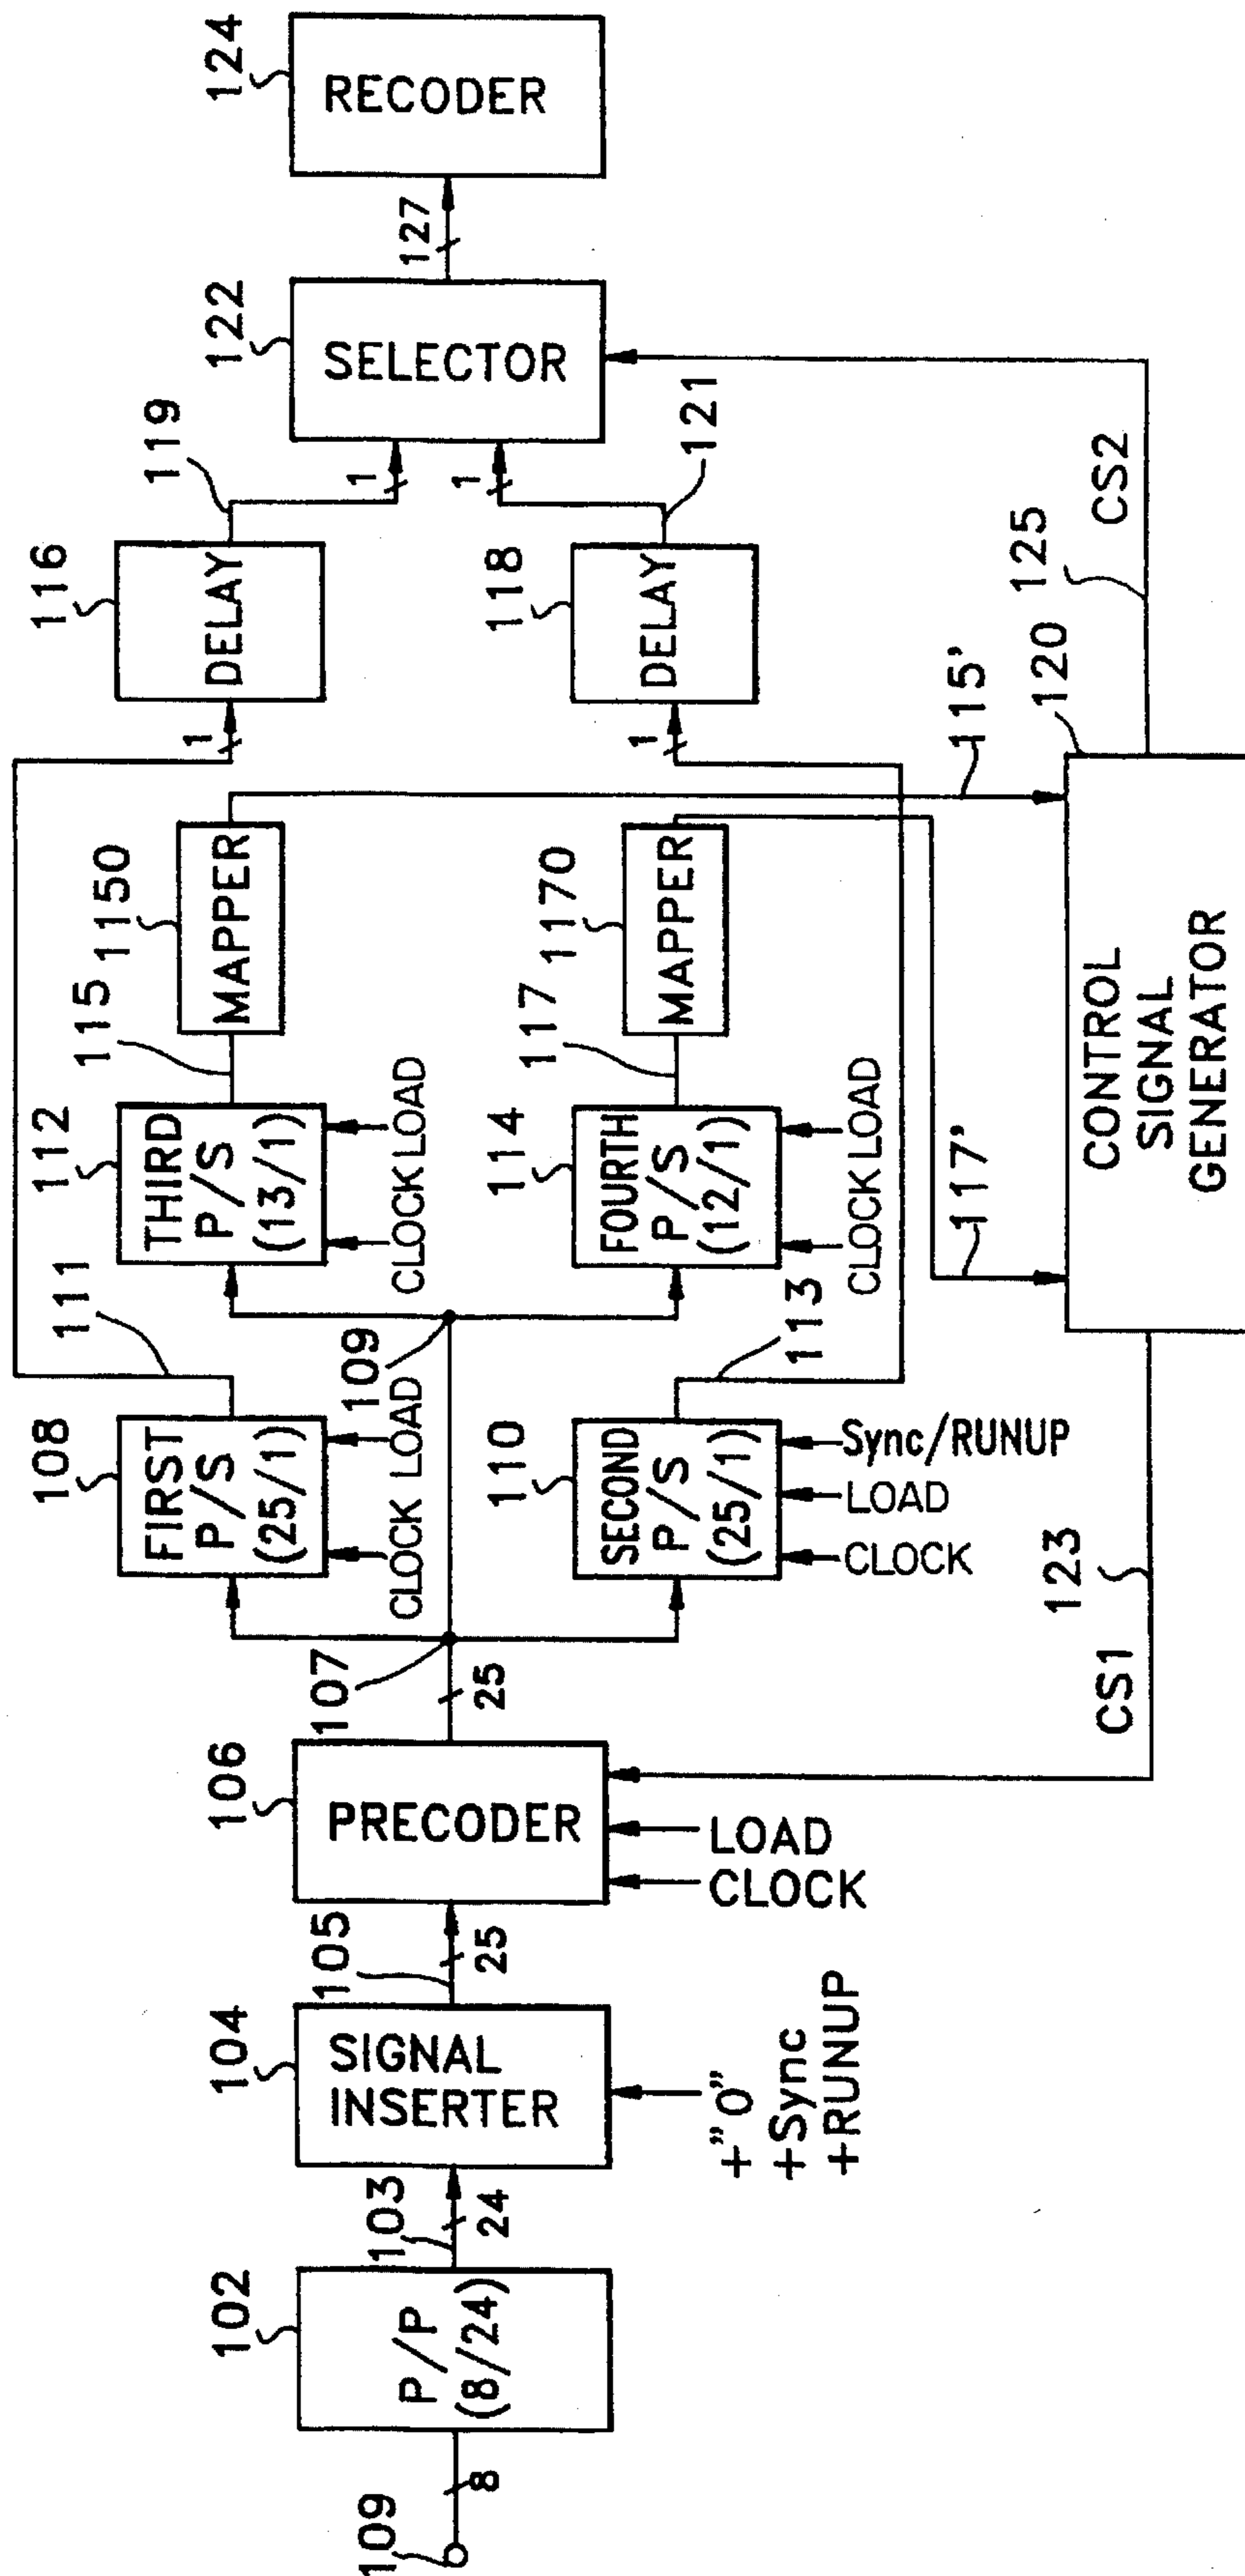 109
8
102
P/P
(8/24)
103
24
104
SIGNAL
INSERTER
+"0"
+Sync
+RUNUP
105
25
106
PRECODER
LOAD
CLOCK
107
25
108
FIRST
P/S
(25/1)
CLOCK LOAD
109
110
SECOND
P/S
(25/1)
Sync/RUNUP
LOAD
CLOCK
111
113
112
THIRD
P/S
(13/1)
CLOCK LOAD
114
FOURTH
P/S
(12/1)
CLOCK LOAD
115
1150
MAPPER
117
1170
MAPPER
1
116
DELAY
1
118
DELAY
119
1
1
121
122
SELECTOR
127
124
RECODER
115'
117'
120
CONTROL
SIGNAL
GENERATOR
CS1
123
125
CS2